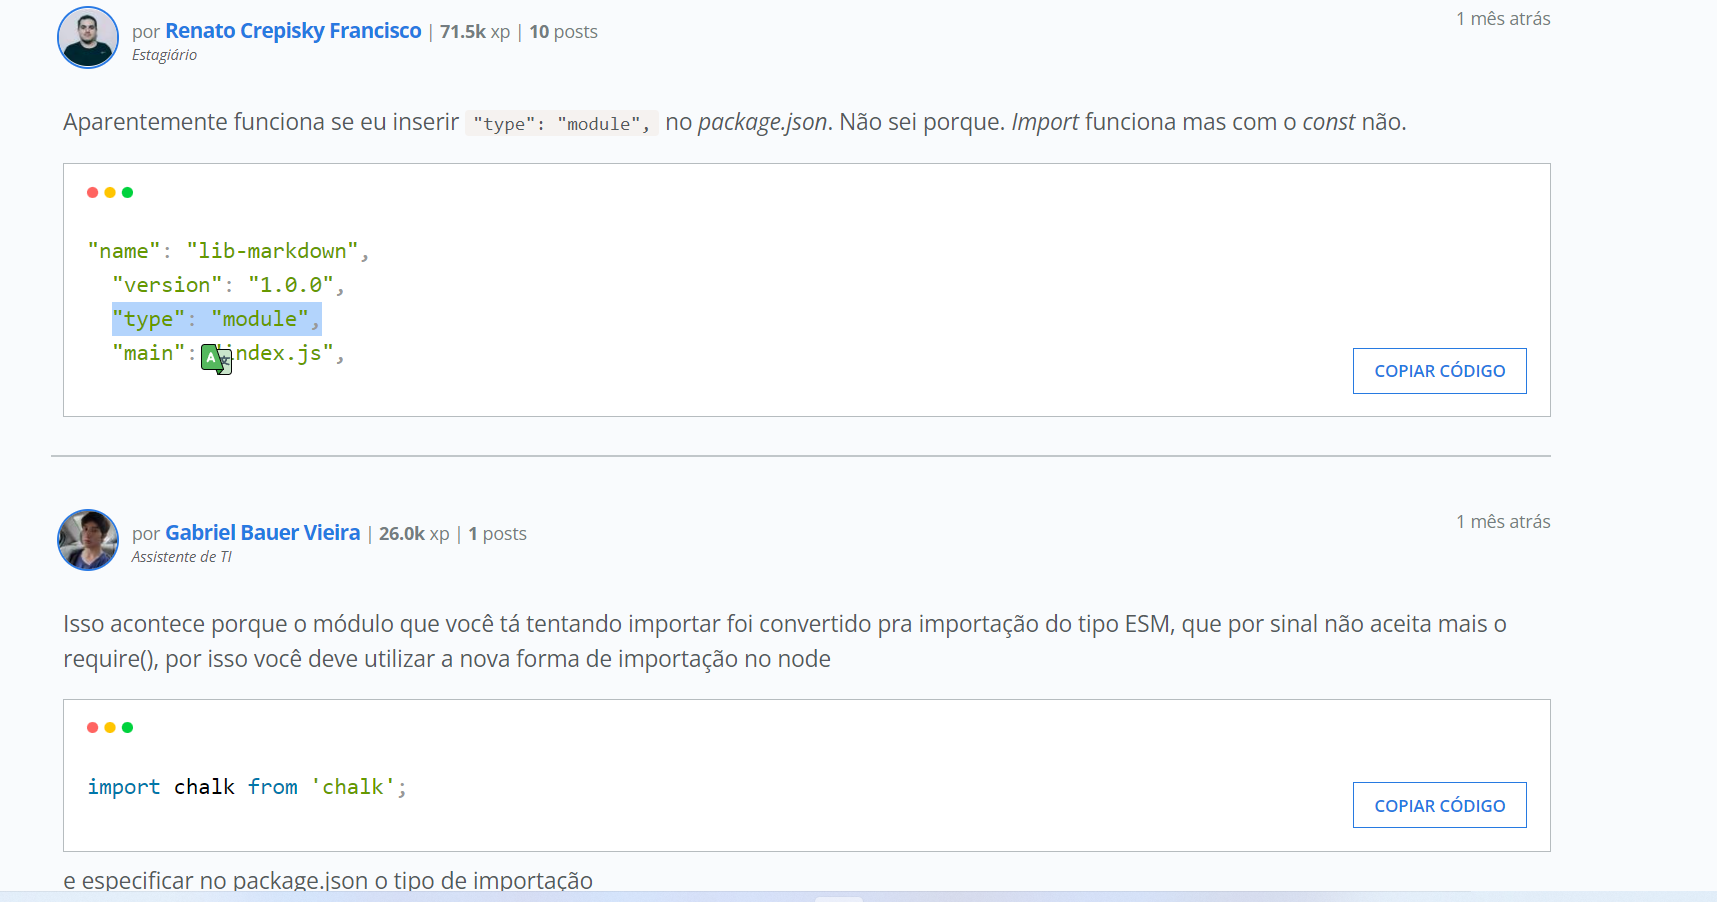 por Renato Crepisky Francisco | 71.5k xp | 10 posts
1 mês atrás
Estagiário
Aparentemente funciona se eu inserir "type": "module", no package.json. Não sei porque. Import funciona mas com o const não.
"name": "lib-markdown",
"version": "1.0.0",
"type": "module",
"main": index.js",
COPIAR CÓDIGO
por Gabriel Bauer Vieira | 26.0k xp | 1 posts
1 mês atrás
Assistente de TI
Isso acontece porque o módulo que você tá tentando importar foi convertido pra importação do tipo ESM, que por sinal não aceita mais o
require(), por isso você deve utilizar a nova forma de importação no node
import chalk from 'chalk';
COPIAR CÓDIGO
e especificar no package.json o tipo de importação